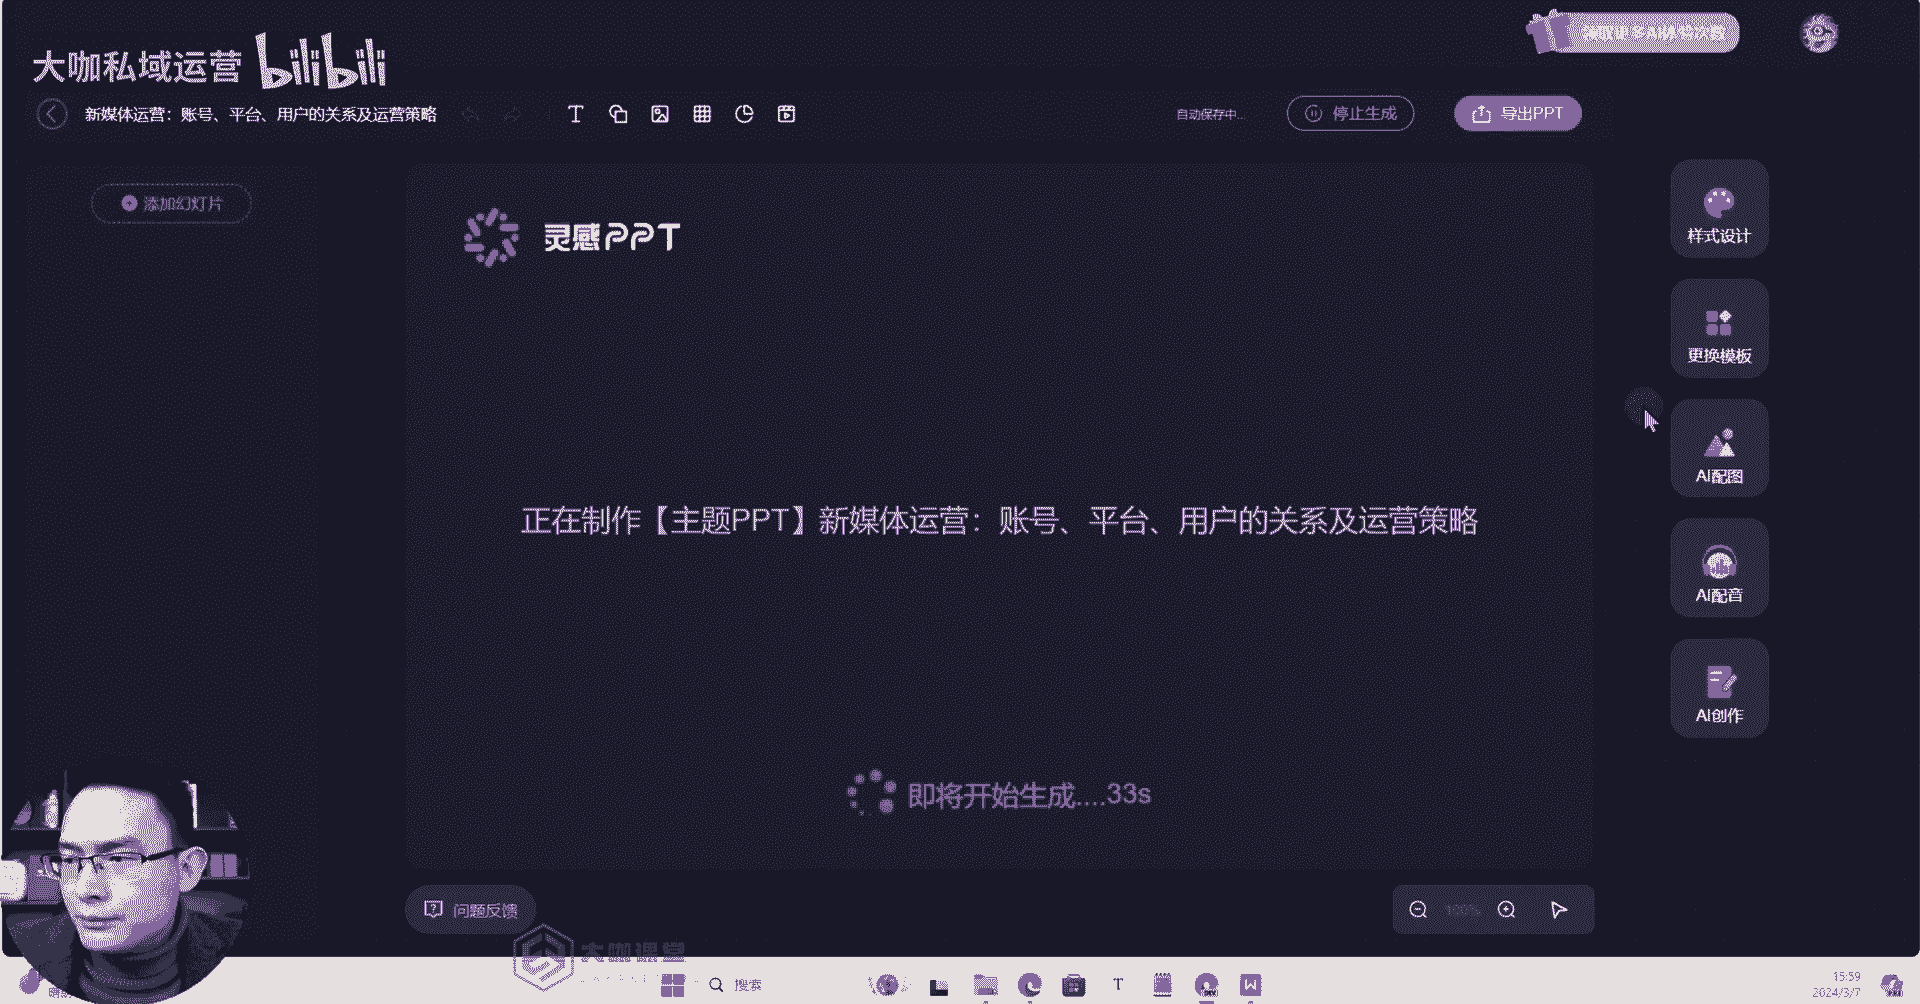 大咖私域运营 bilibili
新媒体运营：账号、平台、用户的关系及运营策略
自动保存中...
停止生成
导出PPT
添加幻灯片
灵感PPT
样式设计
更换模板
AI配图
AI配音
AI创作
正在制作【主题PPT】新媒体运营：账号、平台、用户的关系及运营策略
即将开始生成....33s
问题反馈
100%
大咖课堂
搜索
15:59
2024/3/7